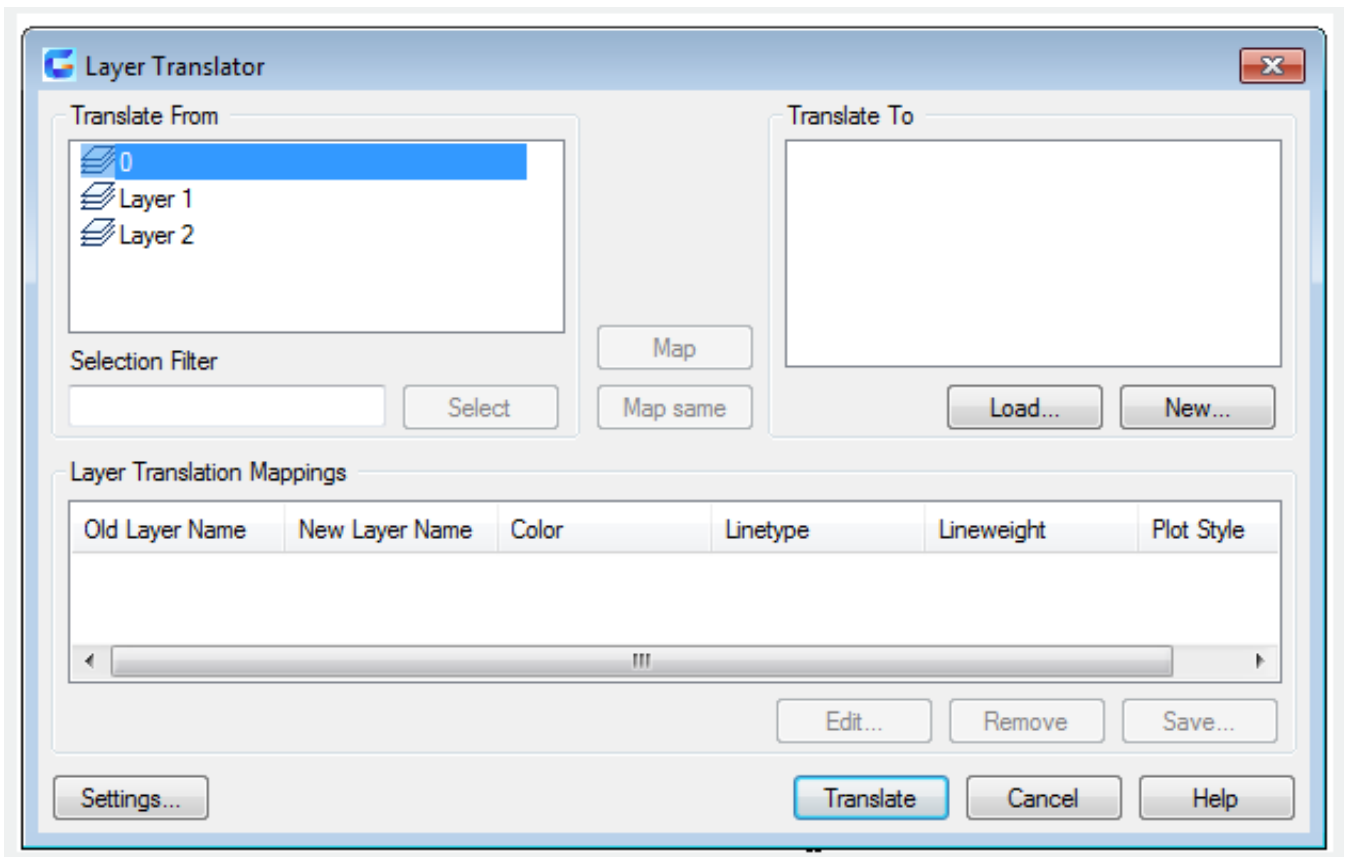 Layer Translator
Translate From
0
Layer 1
Layer 2
Selection Filter
Select
Map
Map same
Translate To
Load...
New...
Layer Translation Mappings
Old Layer Name New Layer Name Color Linetype Lineweight Plot Style
Edit... Remove Save...
Settings... Translate Cancel Help